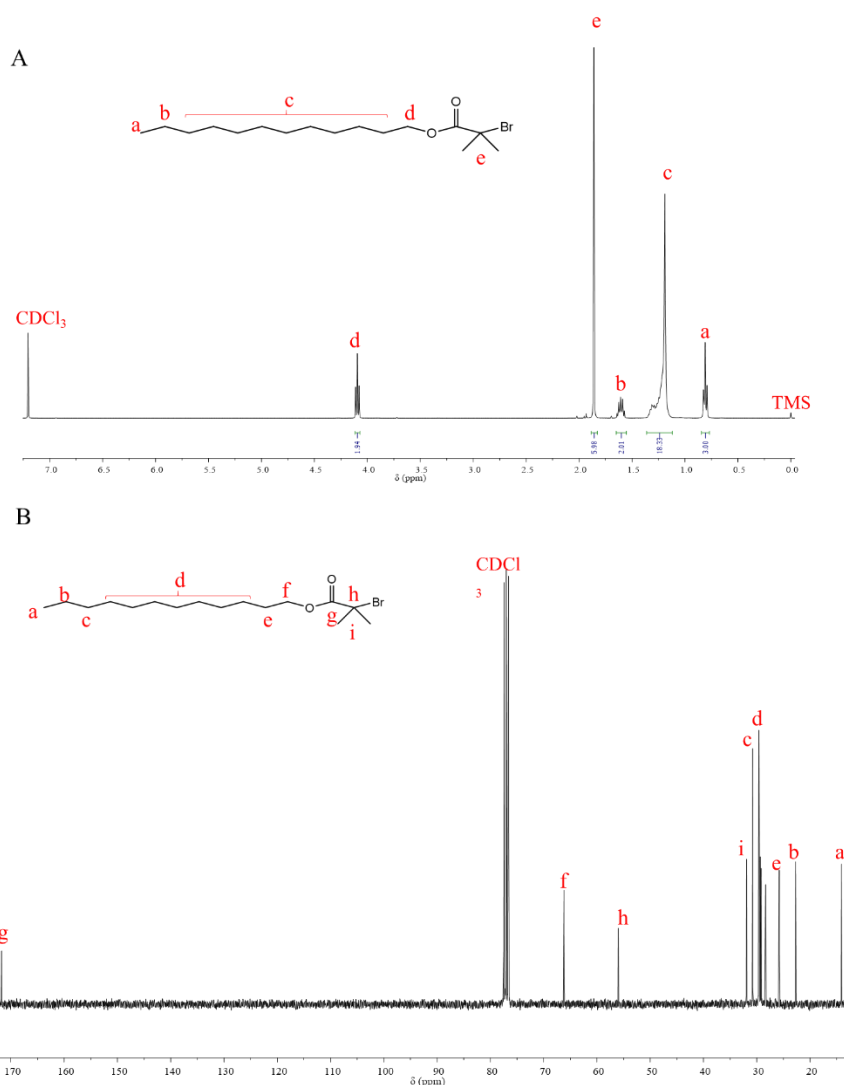 A
e
c
b
a
d
O
O
Br
e
c
CDCl3
d
a
b
TMS
1.94
5.98
2.01
18.33
3.00
7.0 6.5 6.0 5.5 5.0 4.5 4.0 3.5 3.0 2.5 2.0 1.5 1.0 0.5 0.0
δ (ppm)
B
CDCl
3
d
b
a
c
f
e
O
O
h
Br
g
i
d
c
i
e
b
a
f
h
g
170 160 150 140 130 120 110 100 90 80 70 60 50 40 30 20
δ (ppm)